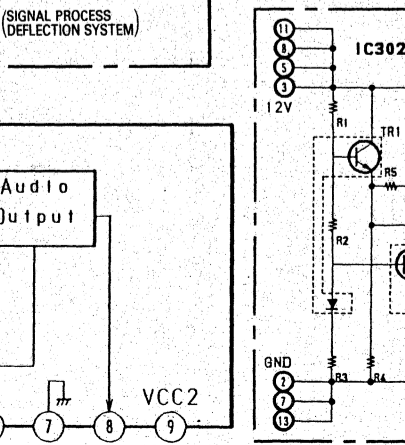 (SIGNAL PROCESS
DEFLECTION SYSTEM)
Audio
Output
VCC2
7
8
9
11
8
5
3
12V
IC302
R1
TR1
R5
R2
GND
R3
R4
2
7
13